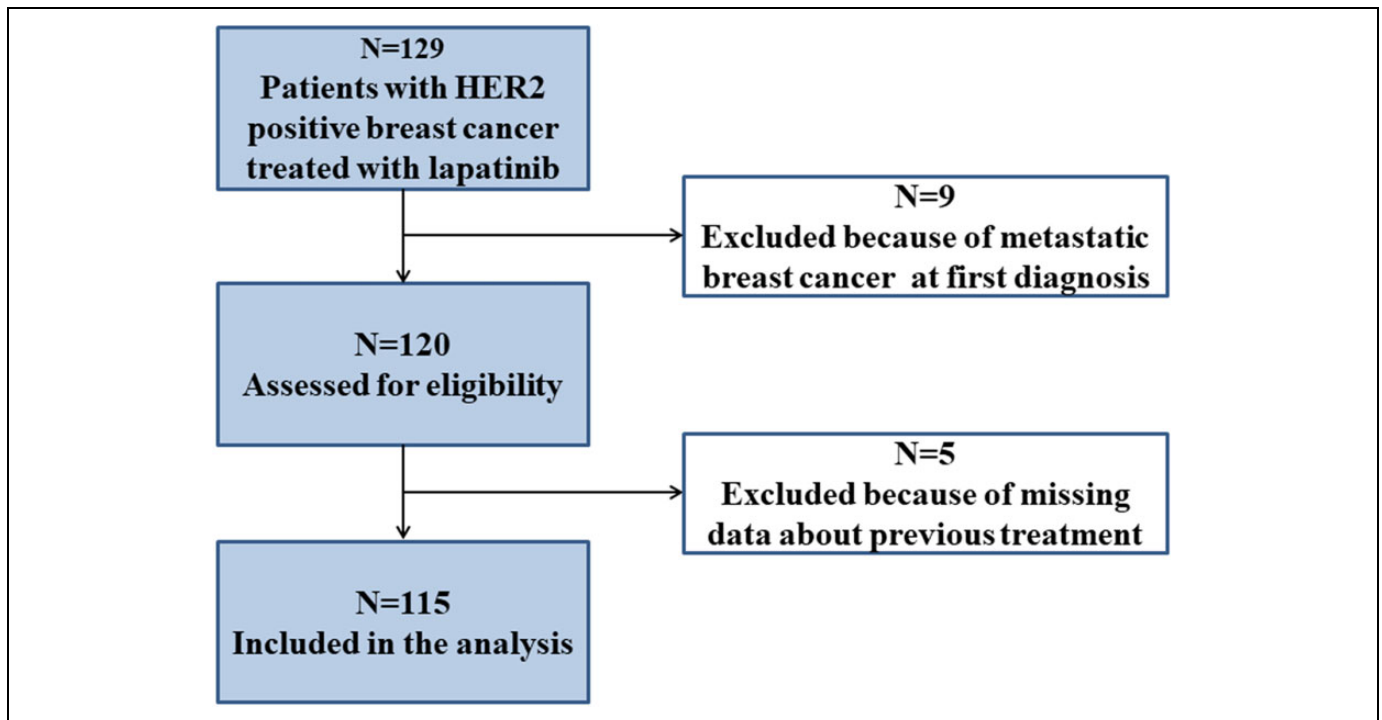 N=129
Patients with HER2
positive breast cancer
treated with lapatinib
N=9
Excluded because of metastatic
breast cancer at first diagnosis
N=120
Assessed for eligibility
N=5
Excluded because of missing
data about previous treatment
N=115
Included in the analysis